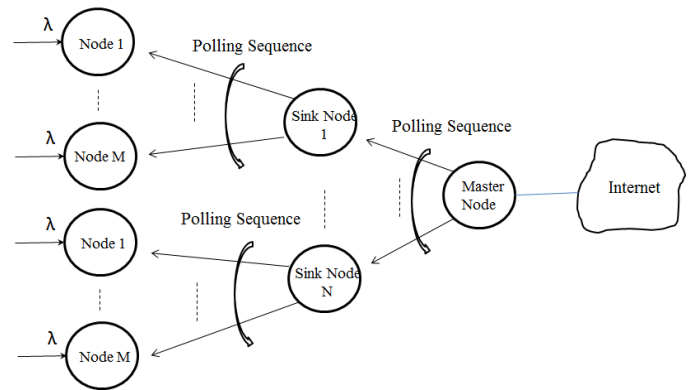 λ
Node 1
Polling Sequence
Sink Node
1
λ
Node M
Polling Sequence
Master
Node
Internet
λ
Node 1
Polling Sequence
Sink Node
N
λ
Node M